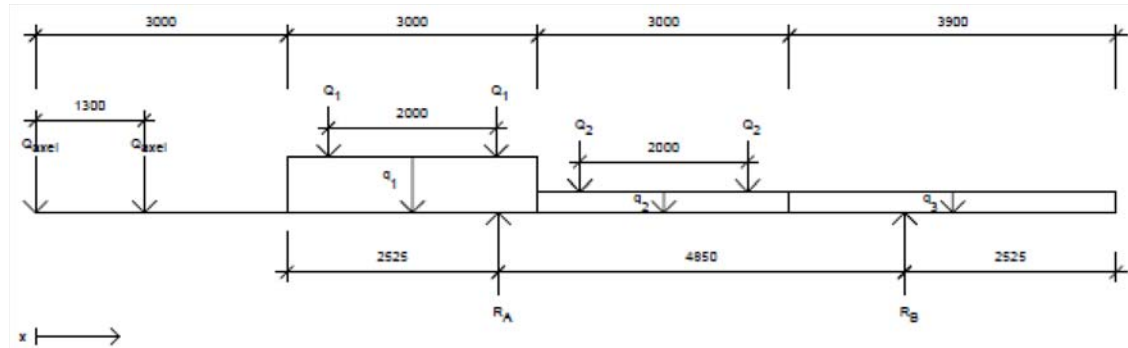 3000 3000 3000 3900
1300 Q1 Q1
2000 Q2 Q2
Qaxel Qaxel 2000
q1
q2 q3
2525 4850 2525
RA RB
x